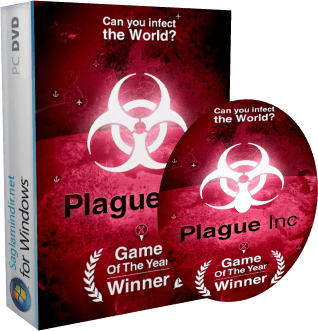 PC DVD
Saglamindir.net
for Windows
Can you infect
the World?
Plague
Game
Of The Year
Winner
Can you infect
the World?
Plague Inc
Game
Of The Year
Winner